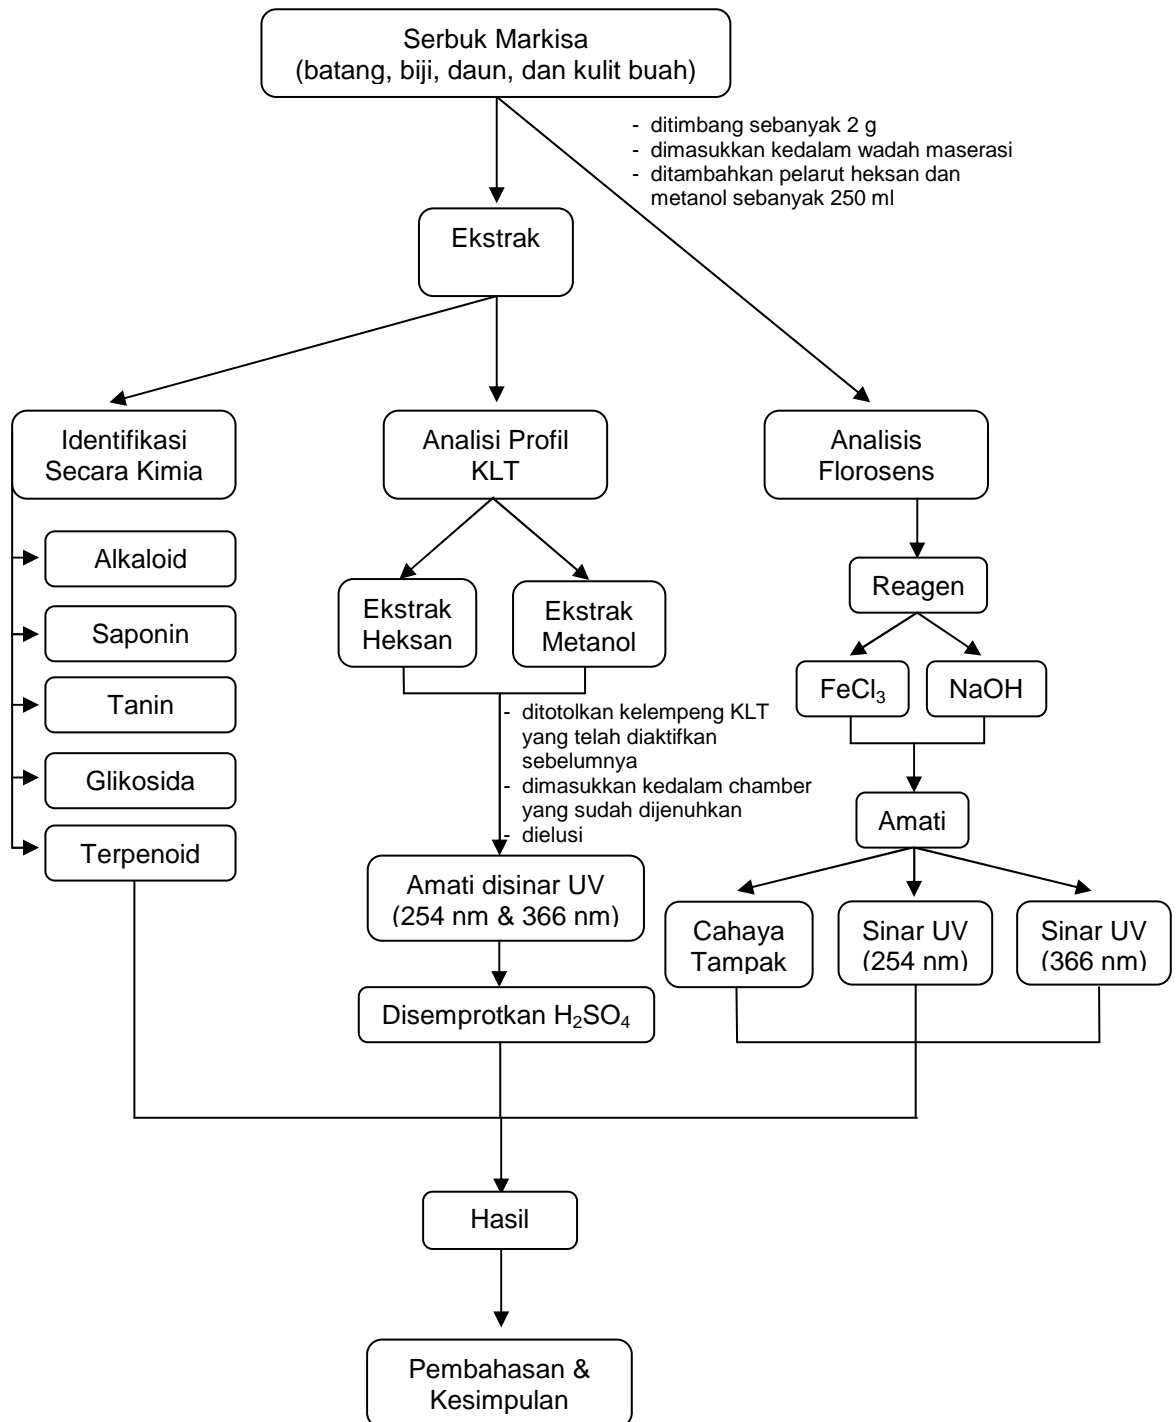 Serbuk Markisa
(batang, biji, daun, dan kulit buah)
- ditimbang sebanyak 2 g
- dimasukkan kedalam wadah maserasi
- ditambahkan pelarut heksan dan
metanol sebanyak 250 ml
Ekstrak
Identifikasi
Secara Kimia
Alkaloid
Saponin
Tanin
Glikosida
Terpenoid
Analisi Profil
KLT
Ekstrak
Heksan
Ekstrak
Metanol
- ditotolkan kelempeng KLT
yang telah diaktifkan
sebelumnya
- dimasukkan kedalam chamber
yang sudah dijenuhkan
- dielusi
Amati disinar UV
(254 nm & 366 nm)
Disemprotkan H₂SO₄
Analisis
Florosens
Reagen
FeCl₃
NaOH
Amati
Cahaya
Tampak
Sinar UV
(254 nm)
Sinar UV
(366 nm)
Hasil
Pembahasan &
Kesimpulan